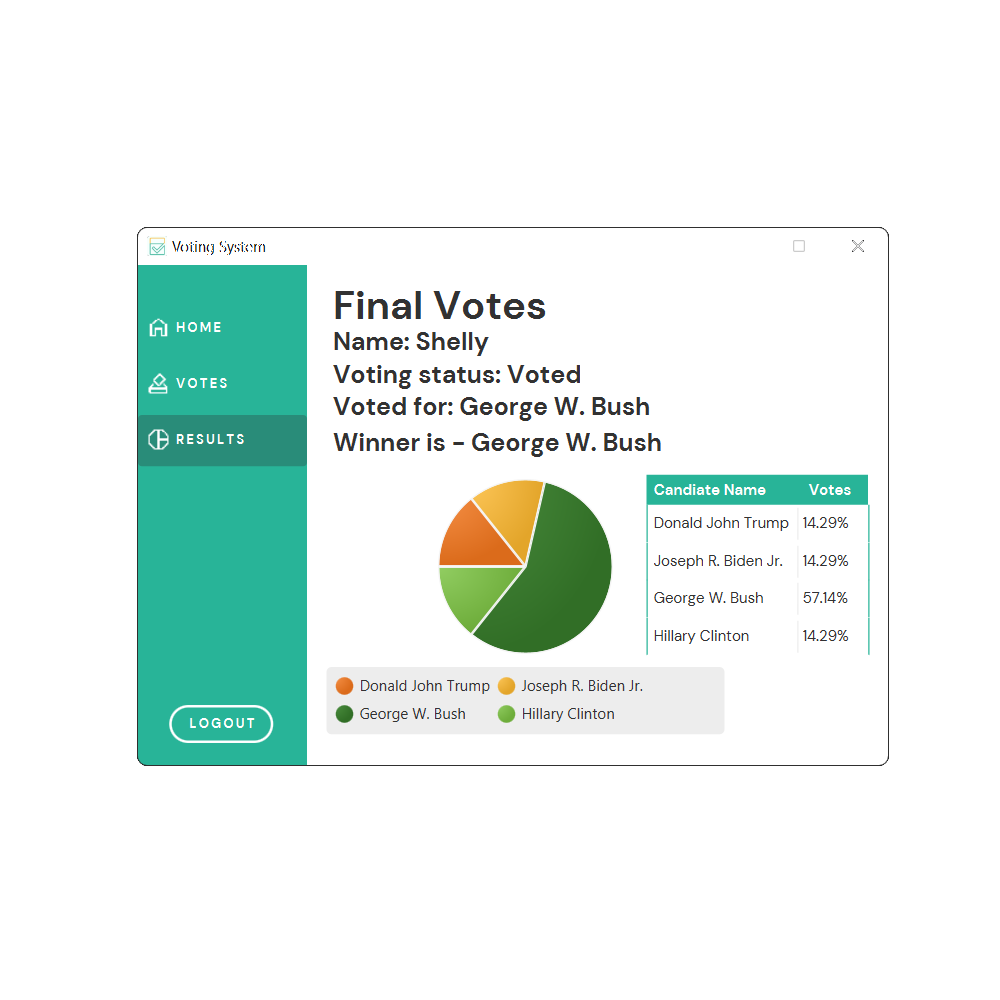 Voting System
HOME
VOTES
RESULTS
LOGOUT
Final Votes
Name: Shelly
Voting status: Voted
Voted for: George W. Bush
Winner is - George W. Bush
Candiate Name Votes
Donald John Trump 14.29%
Joseph R. Biden Jr. 14.29%
George W. Bush 57.14%
Hillary Clinton 14.29%
Donald John Trump Joseph R. Biden Jr.
George W. Bush Hillary Clinton